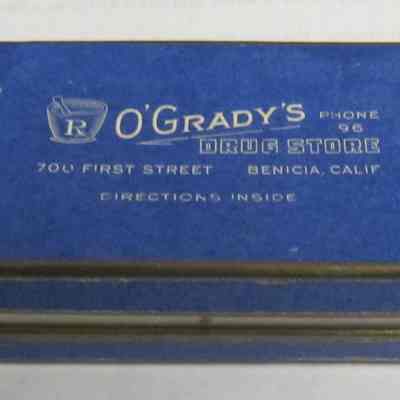 R O'GRADY'S PHONE 96
DRUG STORE
700 FIRST STREET BENICIA, CALIF
DIRECTIONS INSIDE